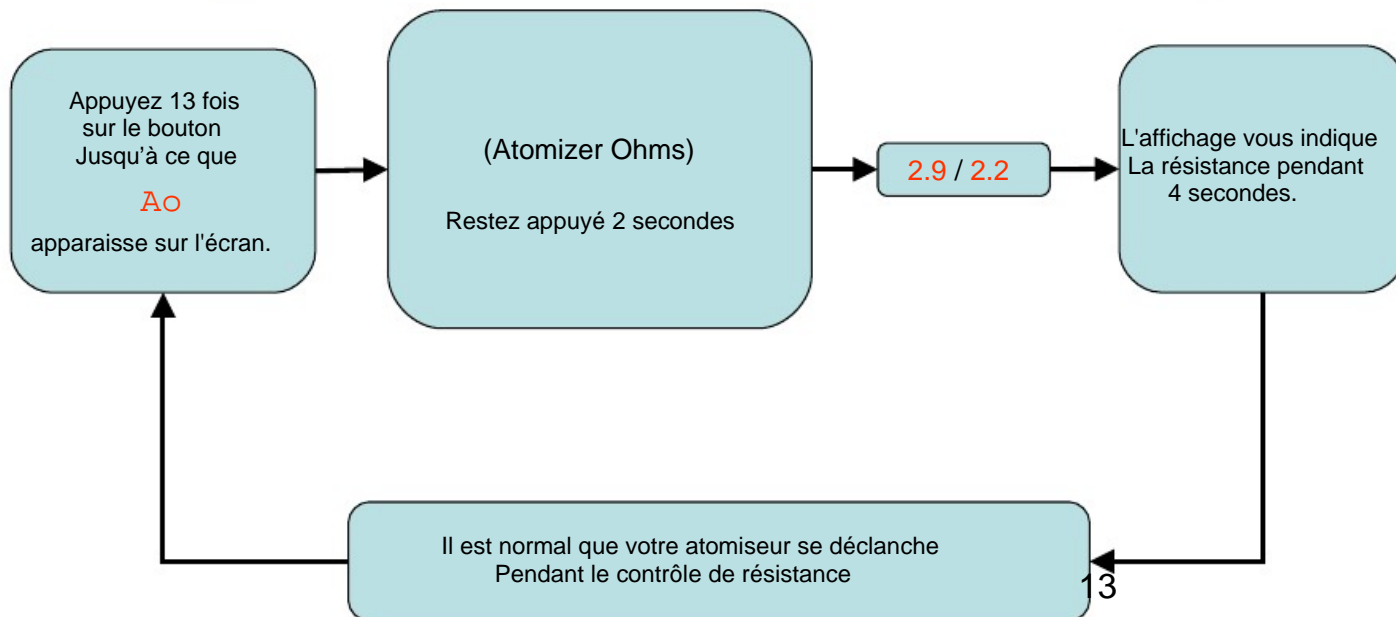 Appuyez 13 fois
sur le bouton
Jusqu’à ce que
Ao
apparaisse sur l'écran.
(Atomizer Ohms)
Restez appuyé 2 secondes
2.9 / 2.2
L'affichage vous indique
La résistance pendant
4 secondes.
Il est normal que votre atomiseur se déclanche
Pendant le contrôle de résistance
13